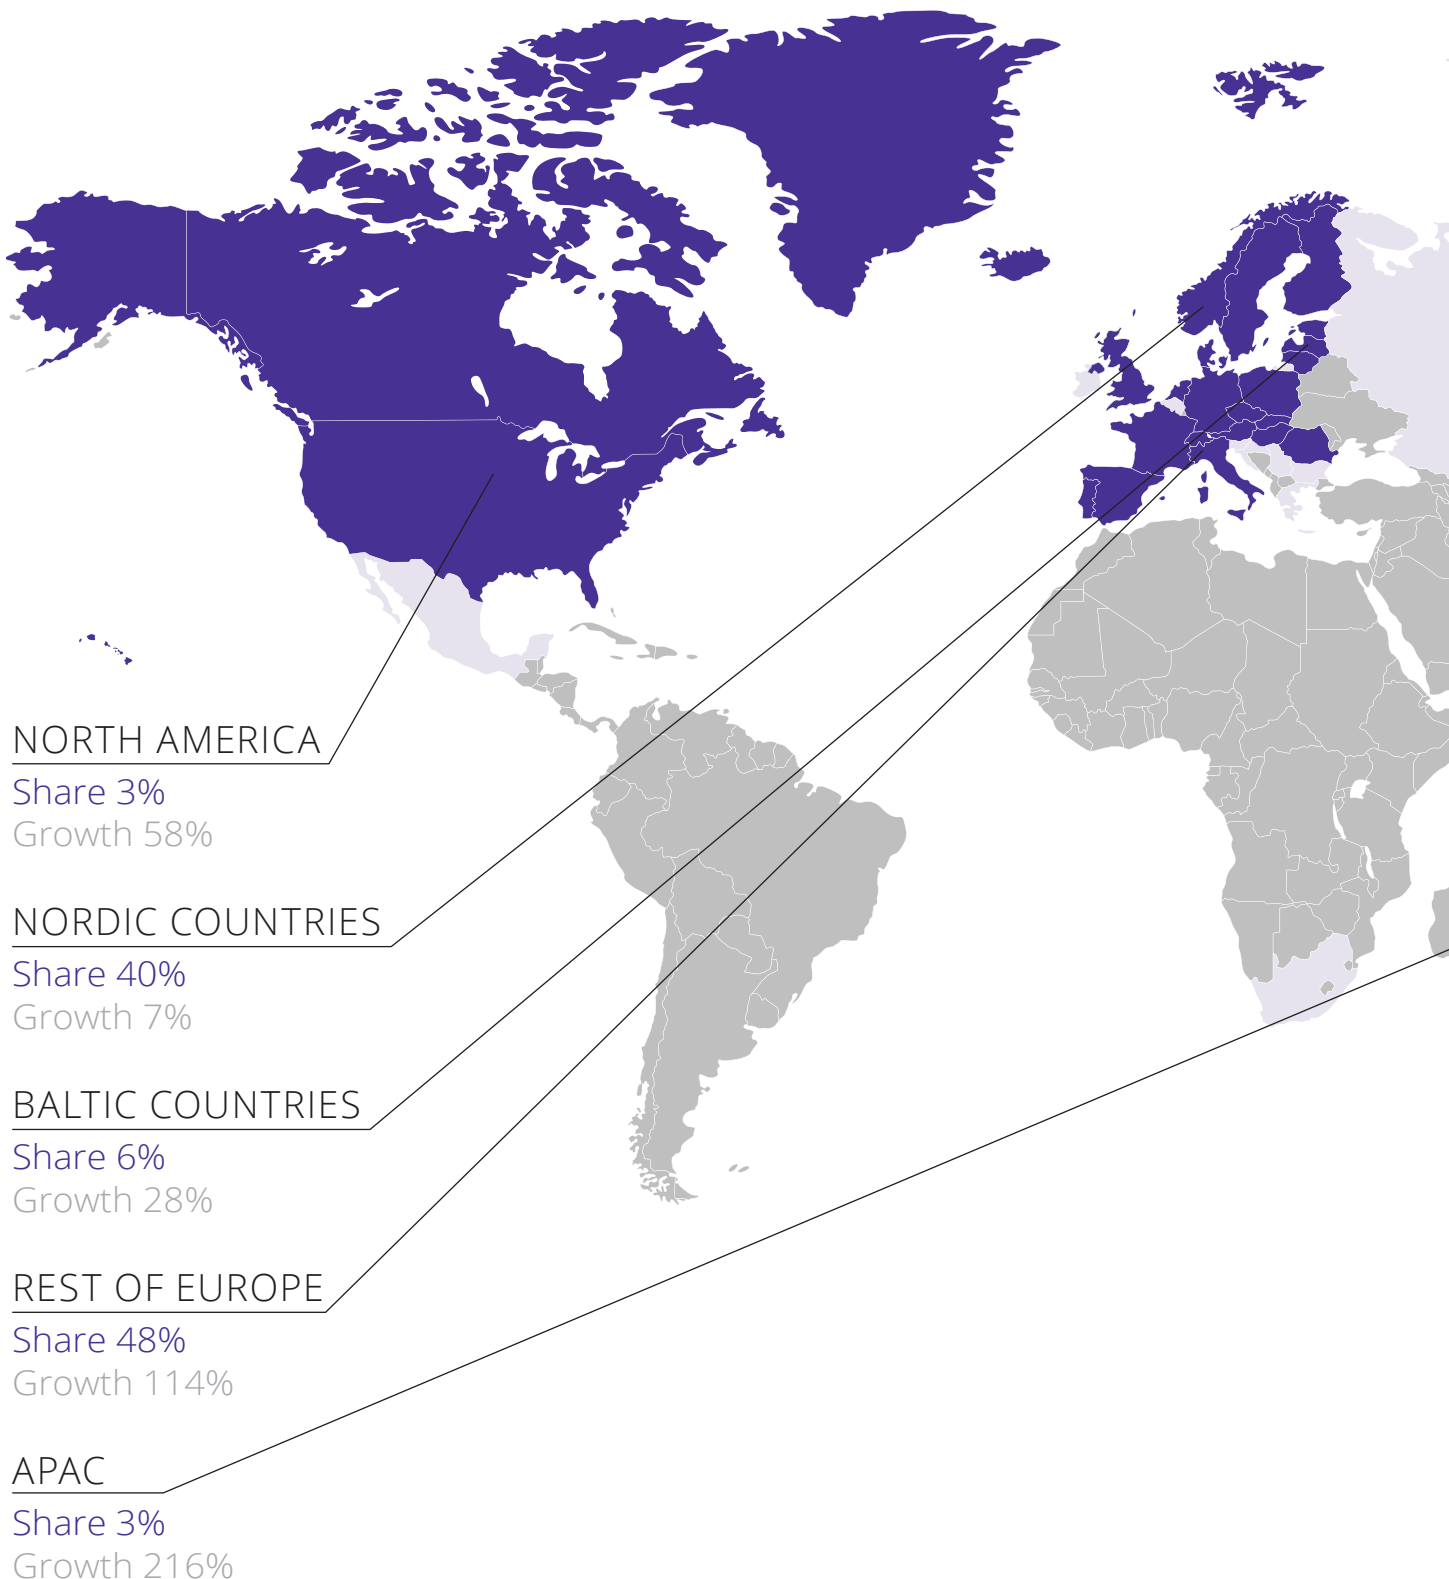 NORTH AMERICA
Share 3%
Growth 58%
NORDIC COUNTRIES
Share 40%
Growth 7%
BALTIC COUNTRIES
Share 6%
Growth 28%
REST OF EUROPE
Share 48%
Growth 114%
APAC
Share 3%
Growth 216%